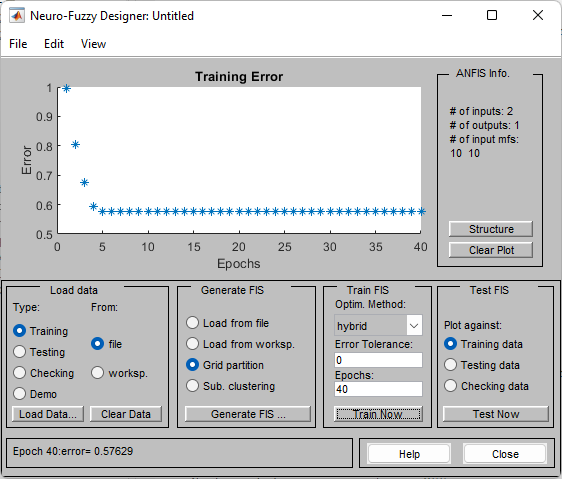 Neuro-Fuzzy Designer: Untitled
File Edit View
Training Error
1
0.9
0.8
0.7
0.6
0.5
Error
0 5 10 15 20 25 30 35 40
Epochs
ANFIS Info.
# of inputs: 2
# of outputs: 1
# of input mfs:
10 10
Structure
Clear Plot
Load data
Type: From:
Training
file
Testing
Checking
worksp.
Demo
Load Data... Clear Data
Generate FIS
Load from file
Load from worksp.
Grid partition
Sub. clustering
Generate FIS ...
Train FIS
Optim. Method:
hybrid
Error Tolerance:
0
Epochs:
40
Train Now
Test FIS
Plot against:
Training data
Testing data
Checking data
Test Now
Epoch 40:error= 0.57629
Help Close